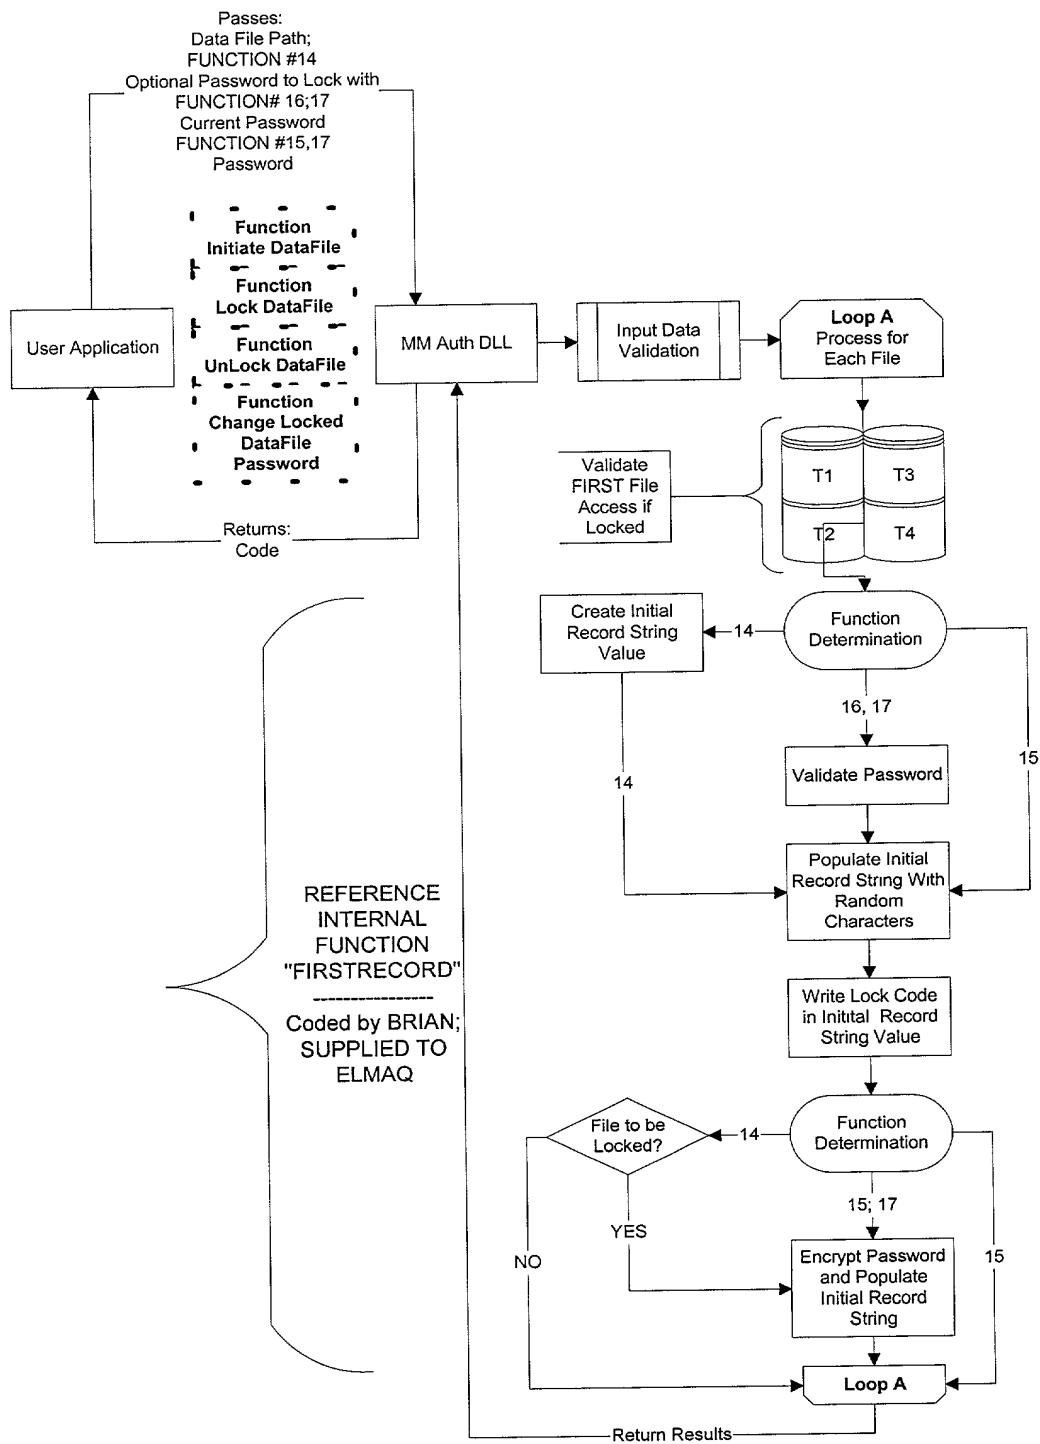 Passes:
Data File Path;
FUNCTION #14
Optional Password to Lock with
FUNCTION# 16;17
Current Password
FUNCTION #15,17
Password
Function
Initiate DataFile
Function
Lock DataFile
Function
UnLock DataFile
Function
Change Locked
DataFile
Password
User Application
MM Auth DLL
Input Data
Validation
Loop A
Process for
Each File
Returns:
Code
Validate
FIRST File
Access if
Locked
T1
T3
T2
T4
Create Initial
Record String
Value
14
Function
Determination
16, 17
15
14
Validate Password
Populate Initial
Record String With
Random
Characters
REFERENCE
INTERNAL
FUNCTION
"FIRSTRECORD"
-----------------
Coded by BRIAN;
SUPPLIED TO
ELMAQ
Write Lock Code
in Initital Record
String Value
File to be
Locked?
14
Function
Determination
15; 17
YES
NO
15
Encrypt Password
and Populate
Initial Record
String
Loop A
Return Results